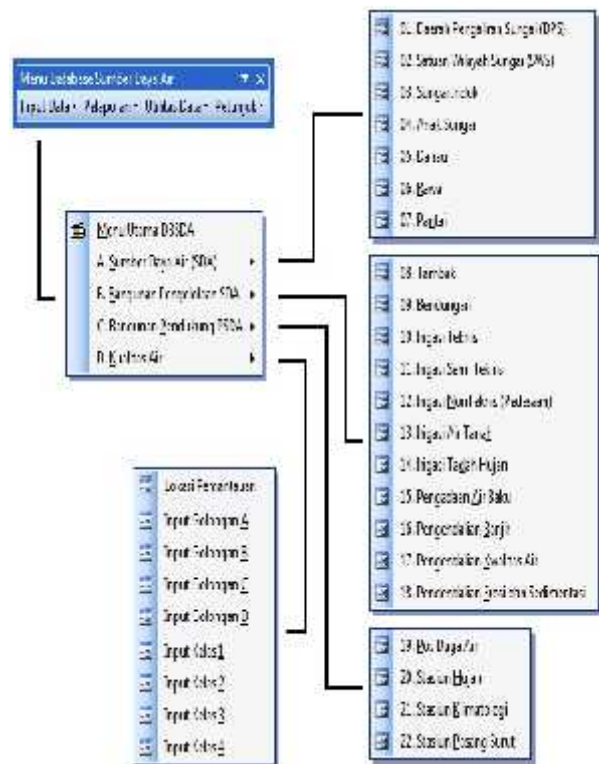 Menu Database Sumber Daya Air
Input Data Pelaporan Utilitas Data Petunjuk
Menu Utama DBSDA
A. Sumber Daya Air (SDA)
B. Bangunan Pengelolaan SDA
C. Bangunan Pendukung PSDA
D. Kualitas Air
01. Daerah Pengaliran Sungai (DPS)
02. Satuan Wilayah Sungai (SWS)
03. Sungai Induk
04. Anak Sungai
05. Danau
06. Rawa
07. Pantai
08. Tambak
09. Bendungan
10. Irigasi Teknis
11. Irigasi Semi Teknis
12. Irigasi Non Teknis (Pedesaan)
13. Irigasi Air Tanah
14. Irigasi Tadah Hujan
15. Pengadaan Air Baku
16. Pengendalian Banjir
17. Pengendalian Kualitas Air
18. Pengendalian Erosi dna Sedimentasi
19. Pos Duga Air
20. Stasiun Hujan
21. Stasiun Klimatologi
22. Stasiun Pasang Surut
Lokasi Pemantauan
Input Golongan A
Input Golongan B
Input Golongan C
Input Golongan D
Input Kelas 1
Input Kelas 2
Input Kelas 3
Input Kelas 4